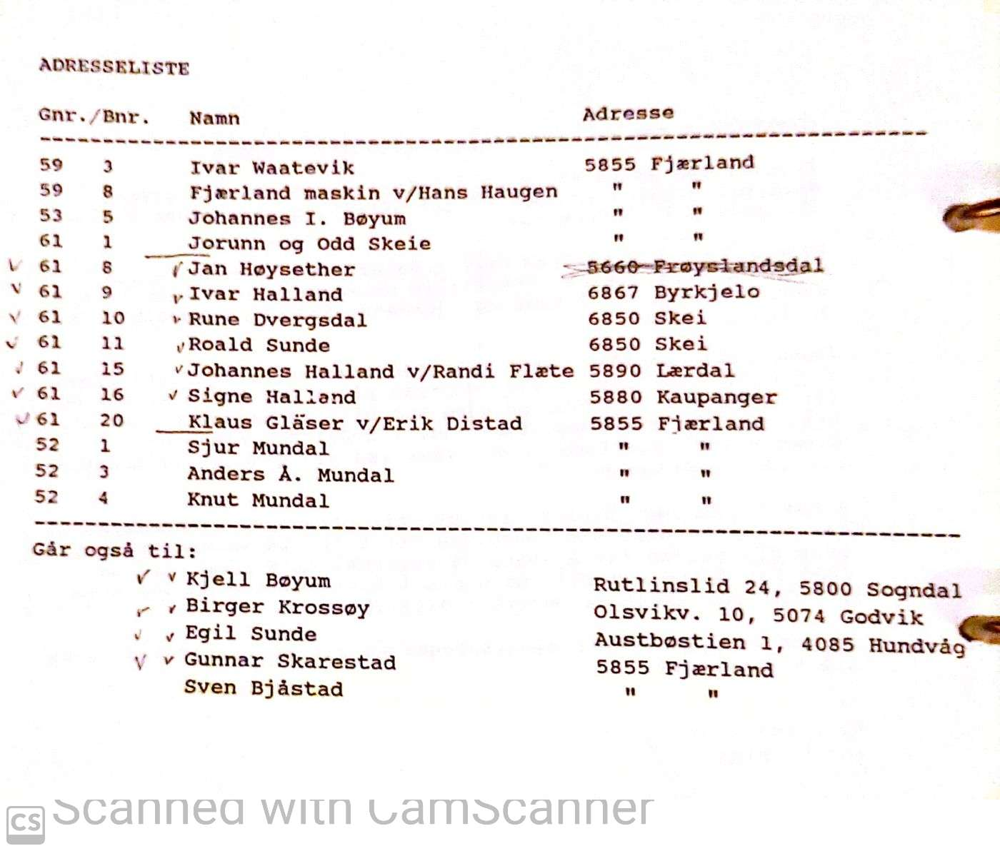 ADRESSELISTE
Gnr./Bnr. Namn Adresse
59 3 Ivar Waatevik 5855 Fjærland
59 8 Fjærland maskin v/Hans Haugen " "
53 5 Johannes I. Bøyum " "
61 1 Jorunn og Odd Skeie " "
61 8 Jan Høysether 5660 Frøyslandsdal
61 9 Ivar Halland 6867 Byrkjelo
61 10 Rune Dvergsdal 6850 Skei
61 11 Roald Sunde 6850 Skei
61 15 Johannes Halland v/Randi Flæte 5890 Lærdal
61 16 Signe Halland 5880 Kaupanger
61 20 Klaus Gläser v/Erik Distad 5855 Fjærland
52 1 Sjur Mundal " "
52 3 Anders Å. Mundal " "
52 4 Knut Mundal " "
Går også til:
Kjell Bøyum Rutlinslid 24, 5800 Sogndal
Birger Krossøy Olsvikv. 10, 5074 Godvik
Egil Sunde Austbøstien 1, 4085 Hundvåg
Gunnar Skarestad 5855 Fjærland
Sven Bjåstad " "
CS Scanned with CamScanner